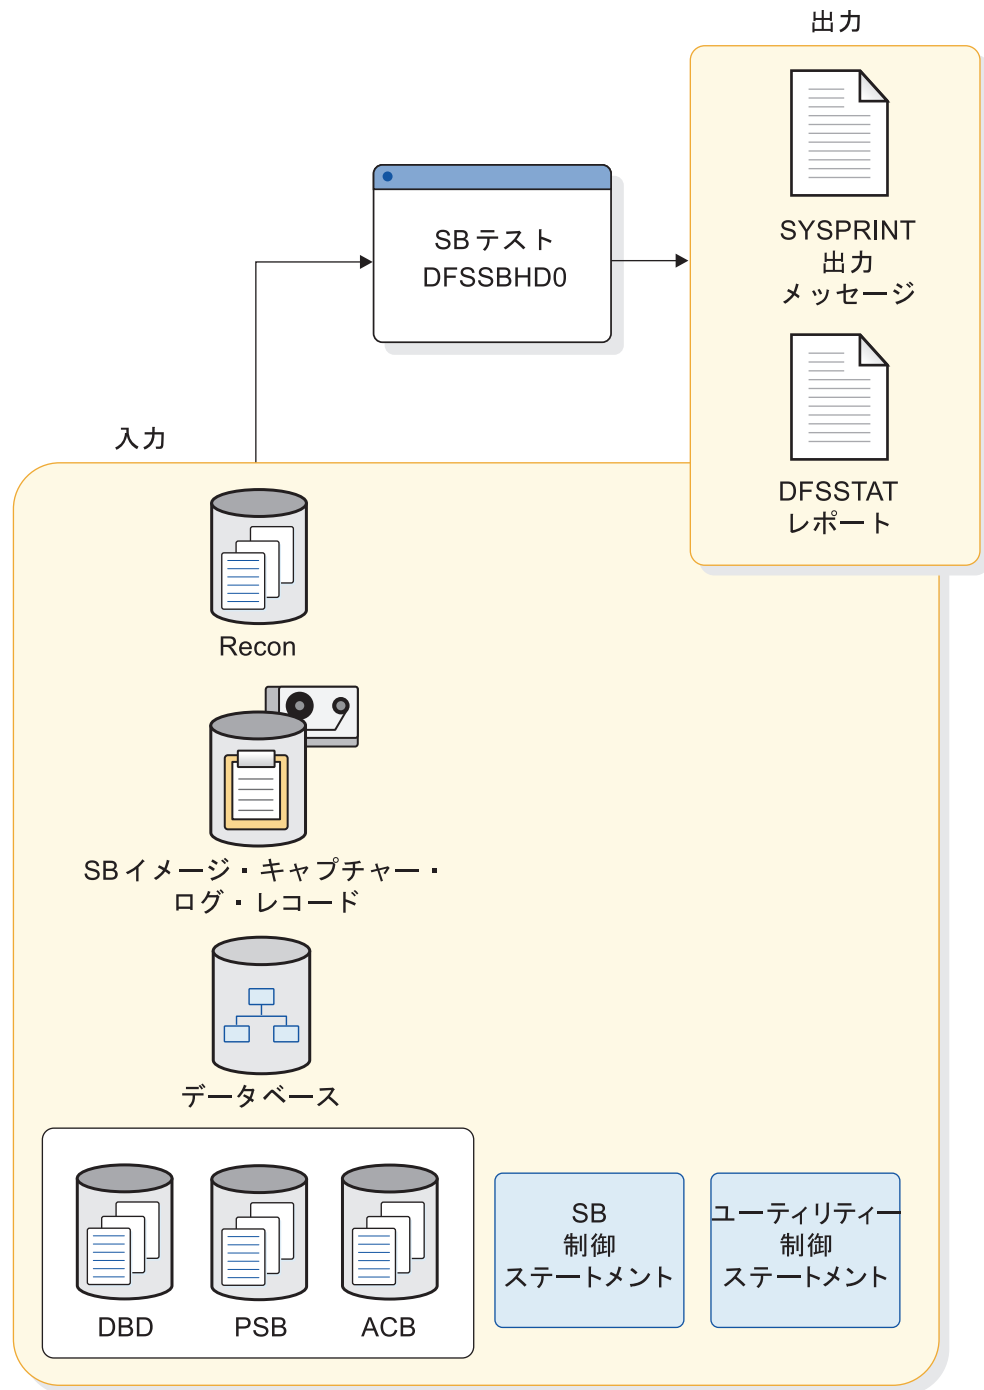 出力
SYSPRINT
出力
メッセージ
DFSSTAT
レポート
SB テスト
DFSSBHD0
入力
Recon
SB イメージ・キャプチャー・
ログ・レコード
データベース
DBD
PSB
ACB
SB
制御
ステートメント
ユーティリティー
制御
ステートメント